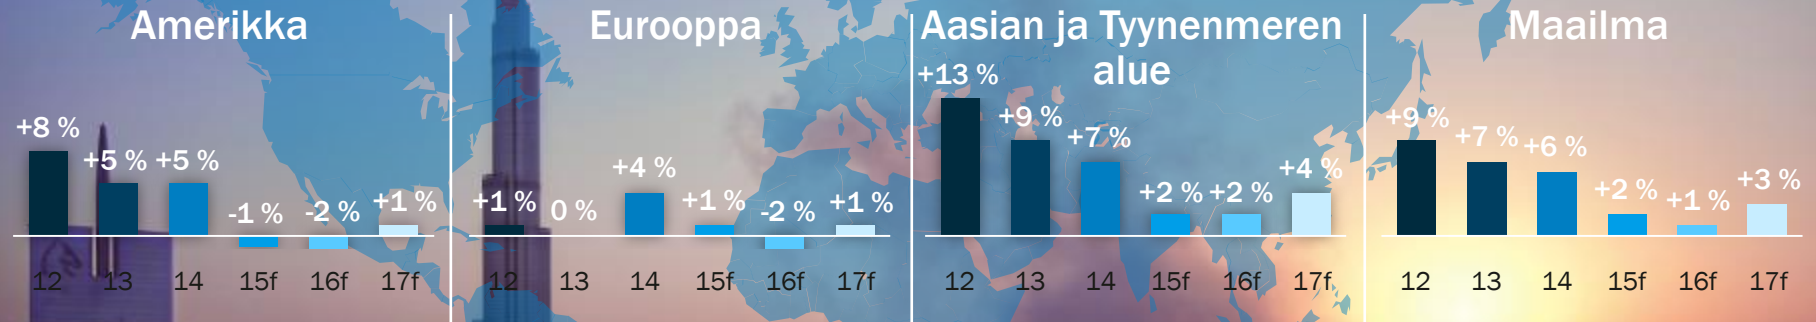 Amerikka
+8 % +5 % +5 % -1 % -2 % +1 %
12 13 14 15f 16f 17f
Eurooppa
+1 % 0 % +4 % +1 % -2 % +1 %
12 13 14 15f 16f 17f
Aasian ja Tyynenmeren
alue
+13 % +9 % +7 % +2 % +2 % +4 %
12 13 14 15f 16f 17f
Maailma
+9 % +7 % +6 % +2 % +1 % +3 %
12 13 14 15f 16f 17f